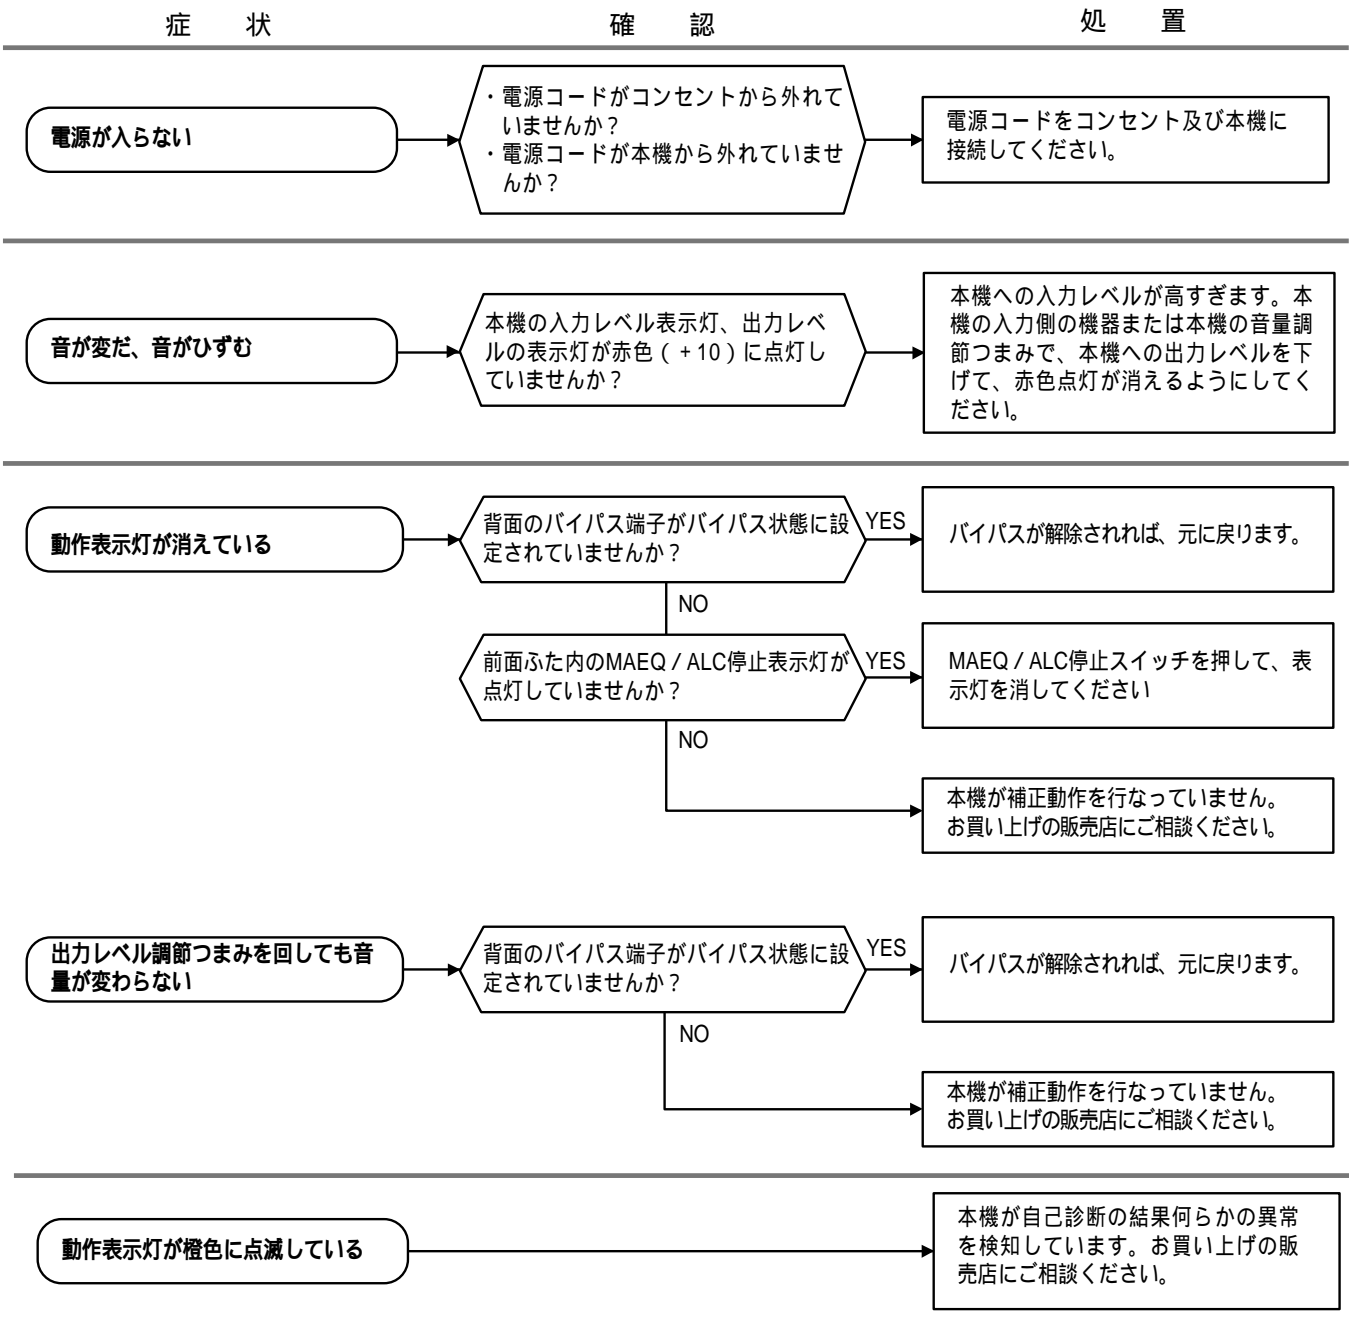 症　状　確　認　処　置
電源が入らない
・電源コードがコンセントから外れて
いませんか？
・電源コードが本機から外れていませ
んか？
電源コードをコンセント及び本機に
接続してください。
音が変だ、音がひずむ
本機の入力レベル表示灯、出力レベ
ルの表示灯が赤色（+10）に点灯し
ていませんか？
本機への入力レベルが高すぎます。本
機の入力側の機器または本機の音量調
節つまみで、本機への出力レベルを下
げて、赤色点灯が消えるようにしてく
ださい。
動作表示灯が消えている
背面のバイパス端子がバイパス状態に設
定されていませんか？
YES
バイパスが解除されれば、元に戻ります。
NO
前面ふた内のMAEQ / ALC停止表示灯が
点灯していませんか？
YES
MAEQ / ALC停止スイッチを押して、表
示灯を消してください
NO
本機が補正動作を行なっていません。
お買い上げの販売店にご相談ください。
出力レベル調節つまみを回しても音
量が変わらない
背面のバイパス端子がバイパス状態に設
定されていませんか？
YES
バイパスが解除されれば、元に戻ります。
NO
本機が補正動作を行なっていません。
お買い上げの販売店にご相談ください。
動作表示灯が橙色に点滅している
本機が自己診断の結果何らかの異常
を検知しています。お買い上げの販
売店にご相談ください。